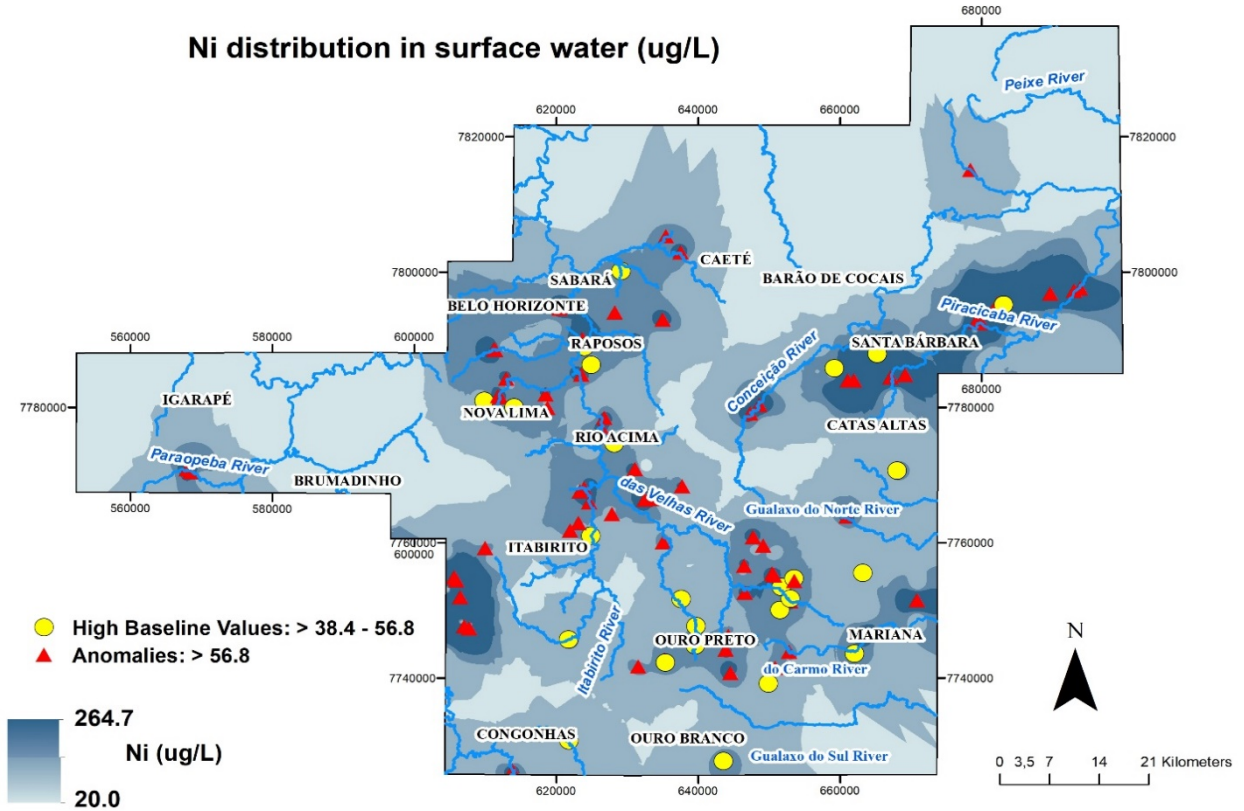 Ni distribution in surface water (ug/L)
680000
Peixe River
620000
640000
660000
7820000
7820000
CAETÉ
7800000
SABARÁ
BARÃO DE COCAIS
7800000
BELO HORIZONTE
Piracicaba River
560000
580000
600000
RAPOSOS
SANTA BÁRBARA
Conceição River
680000
IGARAPÉ
7780000
NOVA LIMA
7780000
CATAS ALTAS
RIO ACIMA
Paraopeba River
BRUMADINHO
das Velhas River
560000
580000
Gualaxo do Norte River
7760000
600000
ITABIRITO
7760000
High Baseline Values: > 38.4 - 56.8
Anomalies: > 56.8
OURO PRETO
MARIANA
N
Itabirito River
do Carmo River
7740000
7740000
264.7
Ni (ug/L)
20.0
CONGONHAS
OURO BRANCO
Gualaxo do Sul River
0 3,5 7 14 21 Kilometers
620000
640000
660000